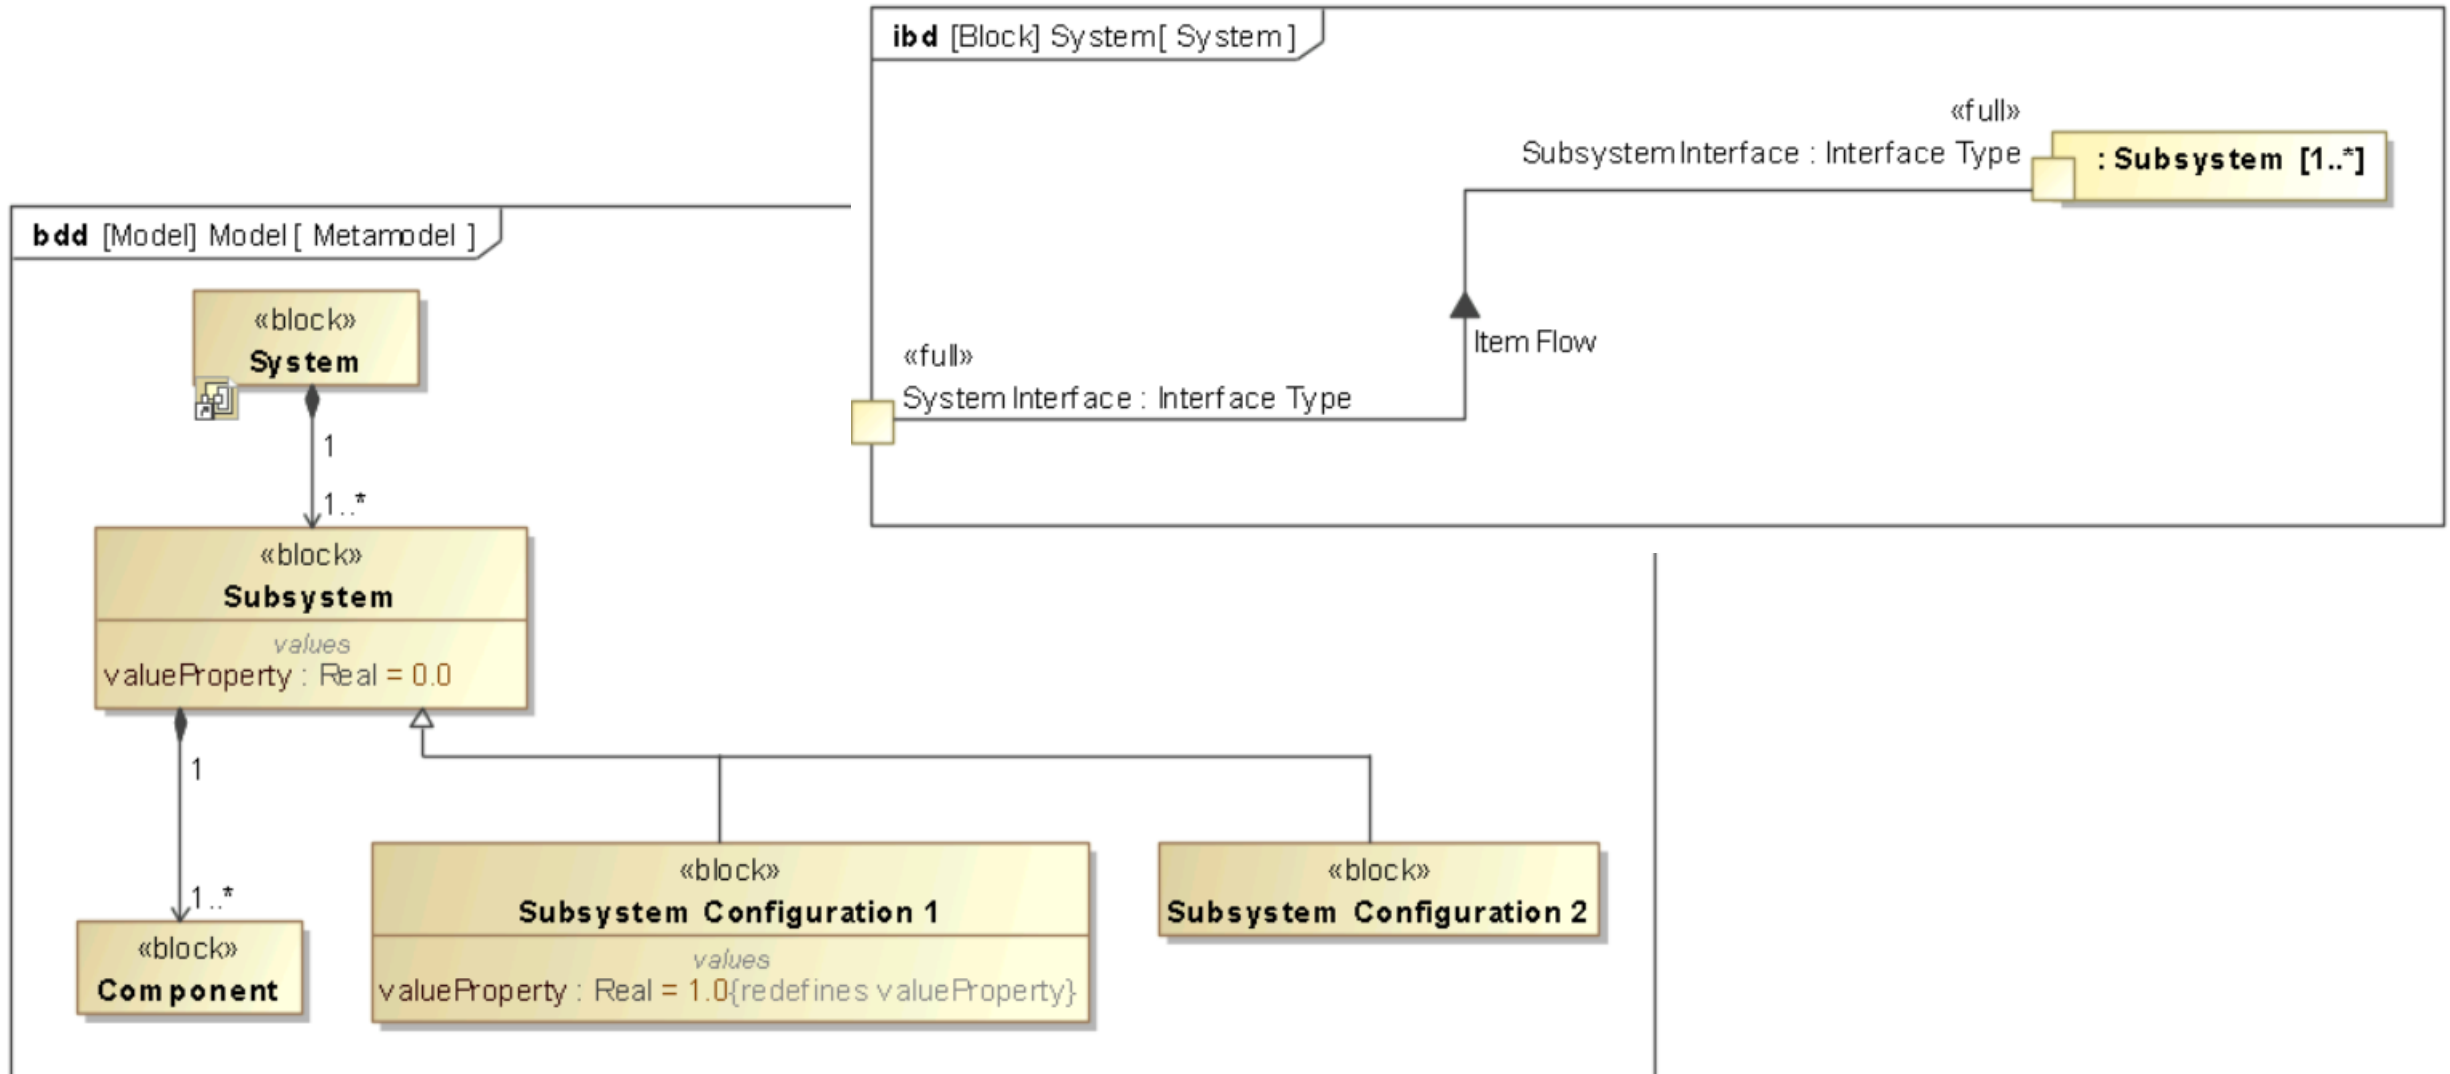 ibd [Block] System[ System ]
«full»
SubsystemInterface : Interface Type
: Subsystem [1..*]
Item Flow
«full»
System Interface : Interface Type
bdd [Model] Model[ Metamodel ]
«block»
System
1
1..*
«block»
Subsystem
values
valueProperty : Real = 0.0
1
1..*
«block»
Component
«block»
Subsystem Configuration 1
values
valueProperty : Real = 1.0{redefines valueProperty}
«block»
Subsystem Configuration 2